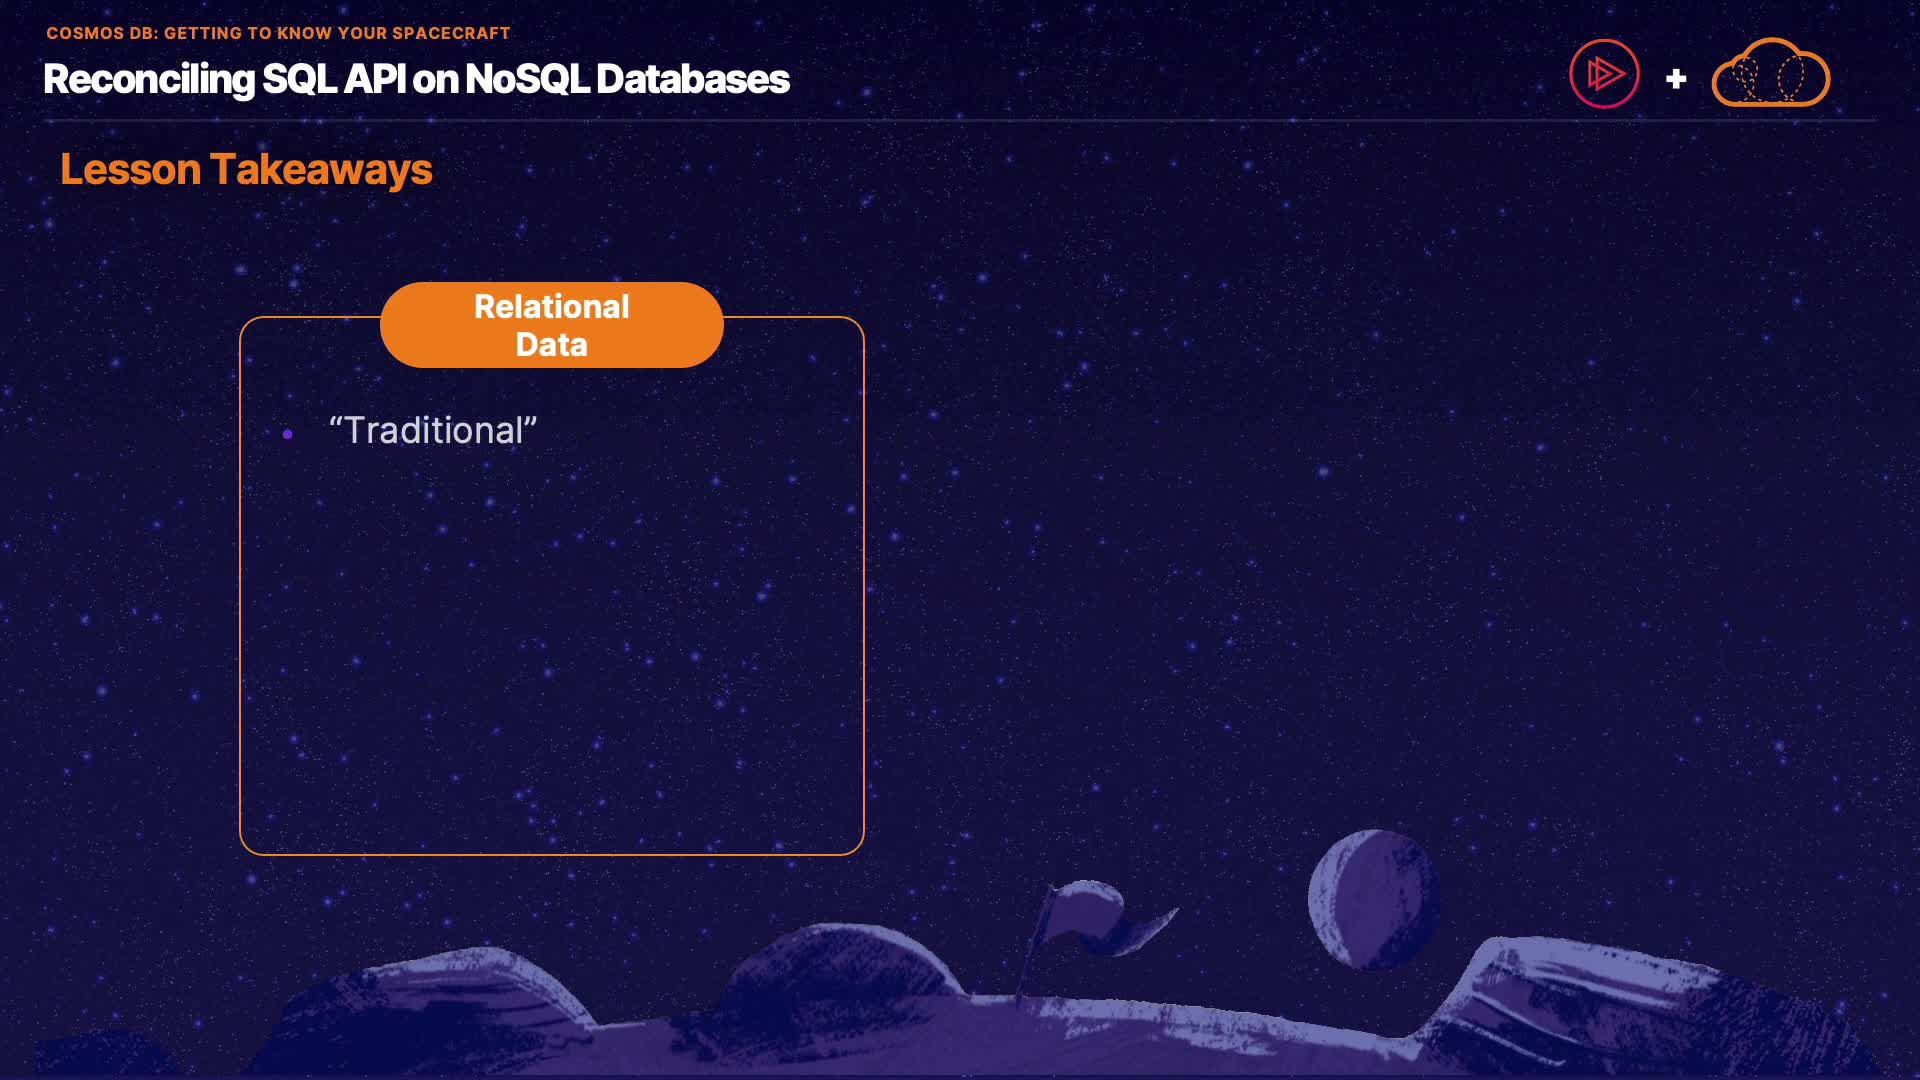 COSMOS DB: GETTING TO KNOW YOUR SPACECRAFT
Reconciling SQL API on NoSQL Databases
+
Lesson Takeaways
Relational
Data
• “Traditional”